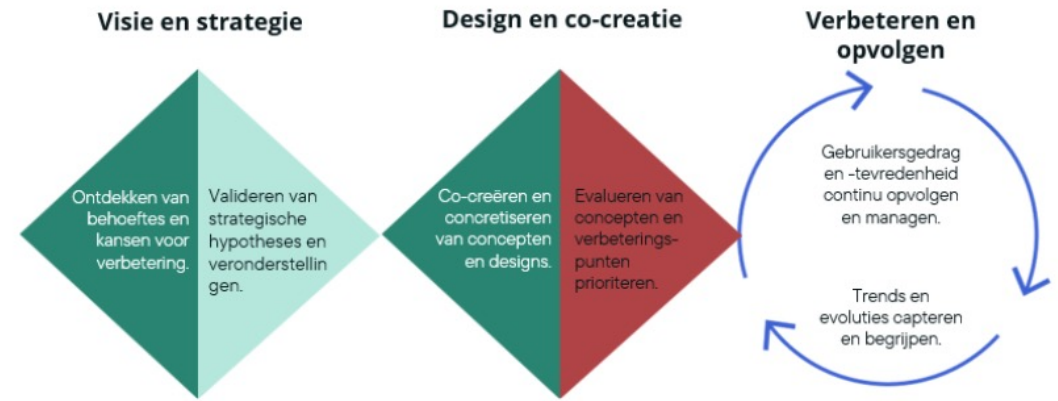 Visie en strategie
Ontdekken van
behoeftes en
kansen voor
verbetering.
Valideren van
strategische
hypotheses en
veronderstellin
gen.
Design en co-creatie
Co-creëren en
concretiseren
van concepten
en designs.
Evalueren van
concepten en
verbeterings-
punten
prioriteren.
Verbeteren en
opvolgen
Gebruikersgedrag
en -tevredenheid
continu opvolgen
en managen.
Trends en
evoluties capteren
en begrijpen.